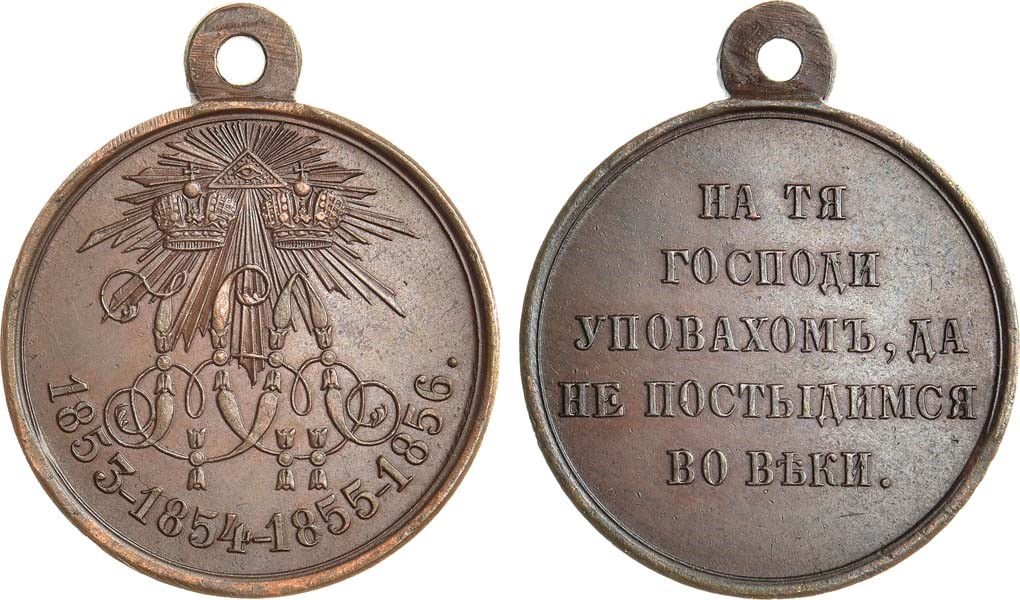 1853-1854-1855-1856.
НА ТЯ
ГОСПОДИ
УПОВАХОМЪ, ДА
НЕ ПОСТЫДИМСЯ
ВО ВѢКИ.